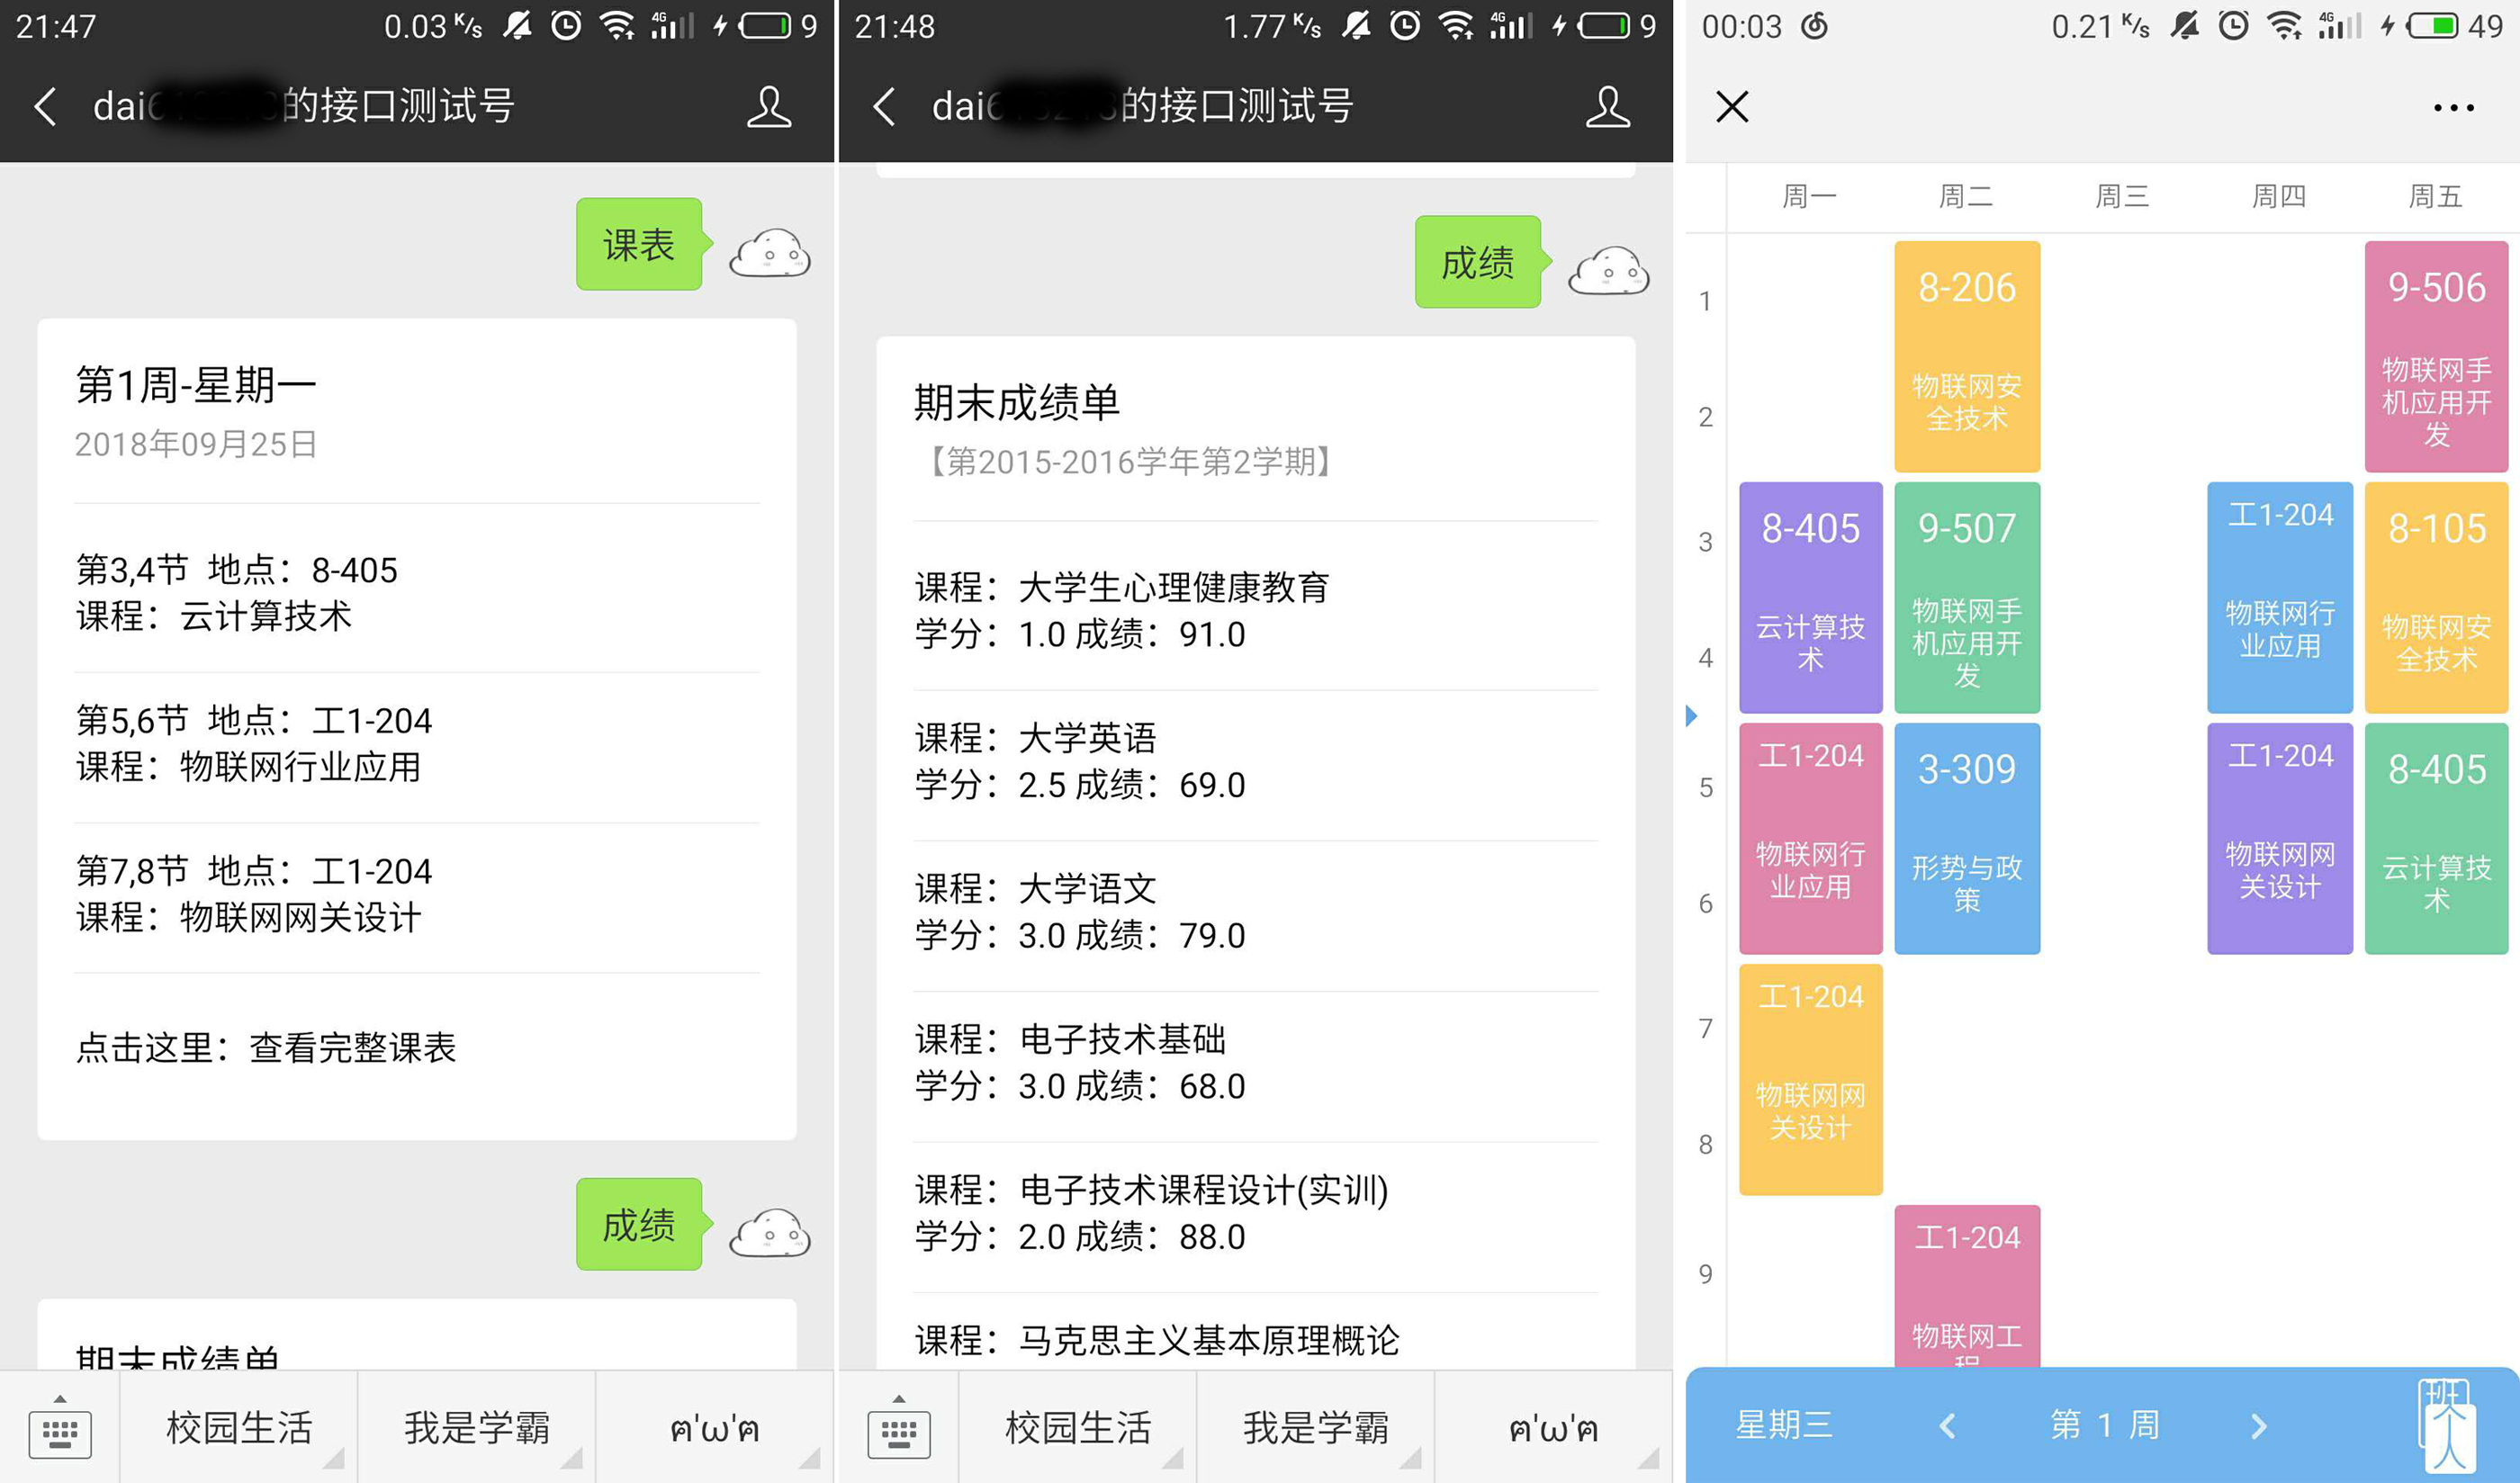 21:47
0.03 K/s
4G
9
dai
的接口测试号
课表
第1周-星期一
2018年09月25日
第3,4节 地点：8-405
课程：云计算技术
第5,6节 地点：工1-204
课程：物联网行业应用
第7,8节 地点：工1-204
课程：物联网网关设计
点击这里：查看完整课表
成绩
期末成绩单
校园生活
我是学霸
ฅ'ω'ฅ
21:48
1.77 K/s
4G
9
dai
的接口测试号
成绩
期末成绩单
【第2015-2016学年第2学期】
课程：大学生心理健康教育
学分：1.0 成绩：91.0
课程：大学英语
学分：2.5 成绩：69.0
课程：大学语文
学分：3.0 成绩：79.0
课程：电子技术基础
学分：3.0 成绩：68.0
课程：电子技术课程设计(实训)
学分：2.0 成绩：88.0
课程：马克思主义基本原理概论
校园生活
我是学霸
ฅ'ω'ฅ
00:03
0.21 K/s
4G
49
周一
周二
周三
周四
周五
1
2
3
4
5
6
7
8
9
8-405
云计算技
术
工1-204
物联网行
业应用
工1-204
物联网网
关设计
8-206
物联网安
全技术
9-507
物联网手
机应用开
发
3-309
形势与政
策
工1-204
物联网工
程
工1-204
物联网行
业应用
工1-204
物联网网
关设计
9-506
物联网手
机应用开
发
8-105
物联网安
全技术
8-405
云计算技
术
星期三
第 1 周
班
个
人